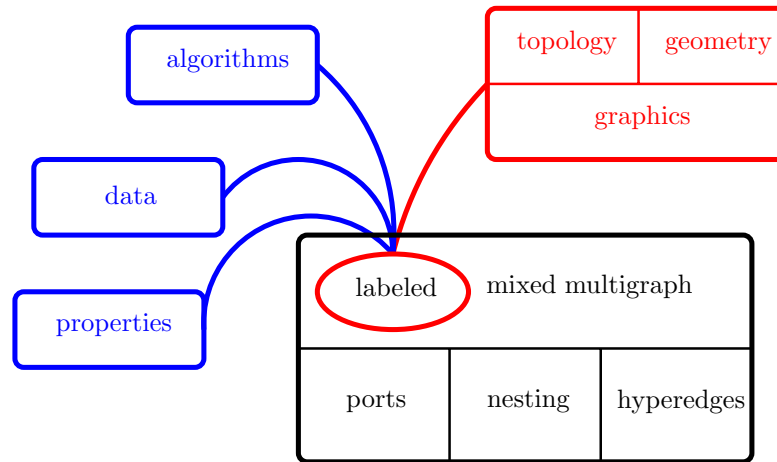 algorithms
topology geometry
graphics
data
properties
labeled mixed multigraph
ports nesting hyperedges